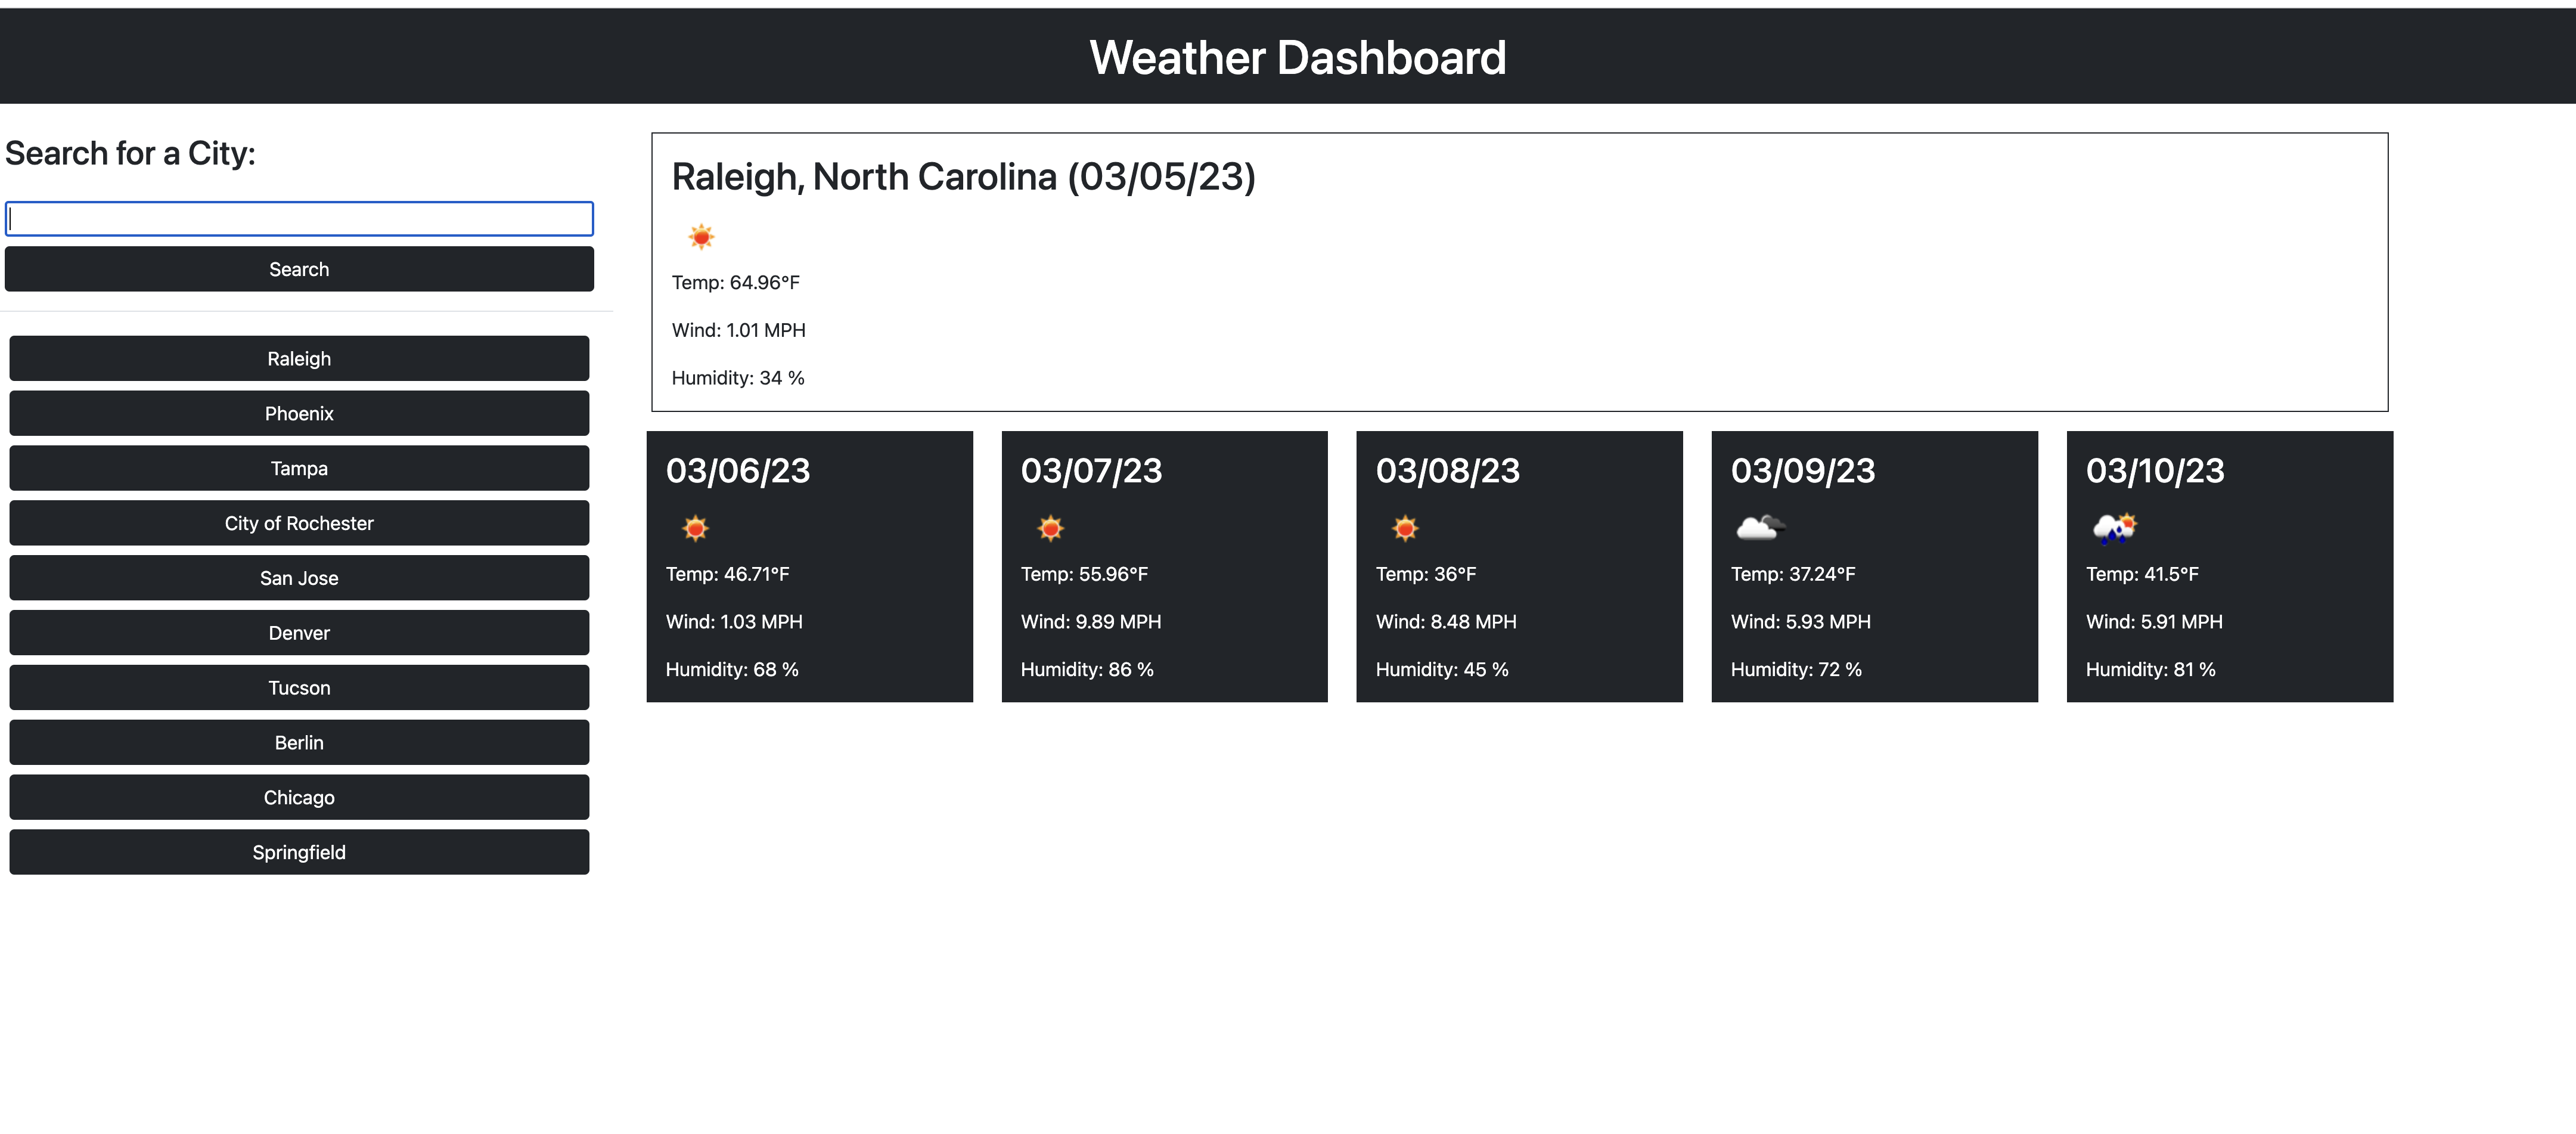 Weather Dashboard
Search for a City:
Search
Raleigh
Phoenix
Tampa
City of Rochester
San Jose
Denver
Tucson
Berlin
Chicago
Springfield
Raleigh, North Carolina (03/05/23)
Temp: 64.96°F
Wind: 1.01 MPH
Humidity: 34 %
03/06/23
Temp: 46.71°F
Wind: 1.03 MPH
Humidity: 68 %
03/07/23
Temp: 55.96°F
Wind: 9.89 MPH
Humidity: 86 %
03/08/23
Temp: 36°F
Wind: 8.48 MPH
Humidity: 45 %
03/09/23
Temp: 37.24°F
Wind: 5.93 MPH
Humidity: 72 %
03/10/23
Temp: 41.5°F
Wind: 5.91 MPH
Humidity: 81 %